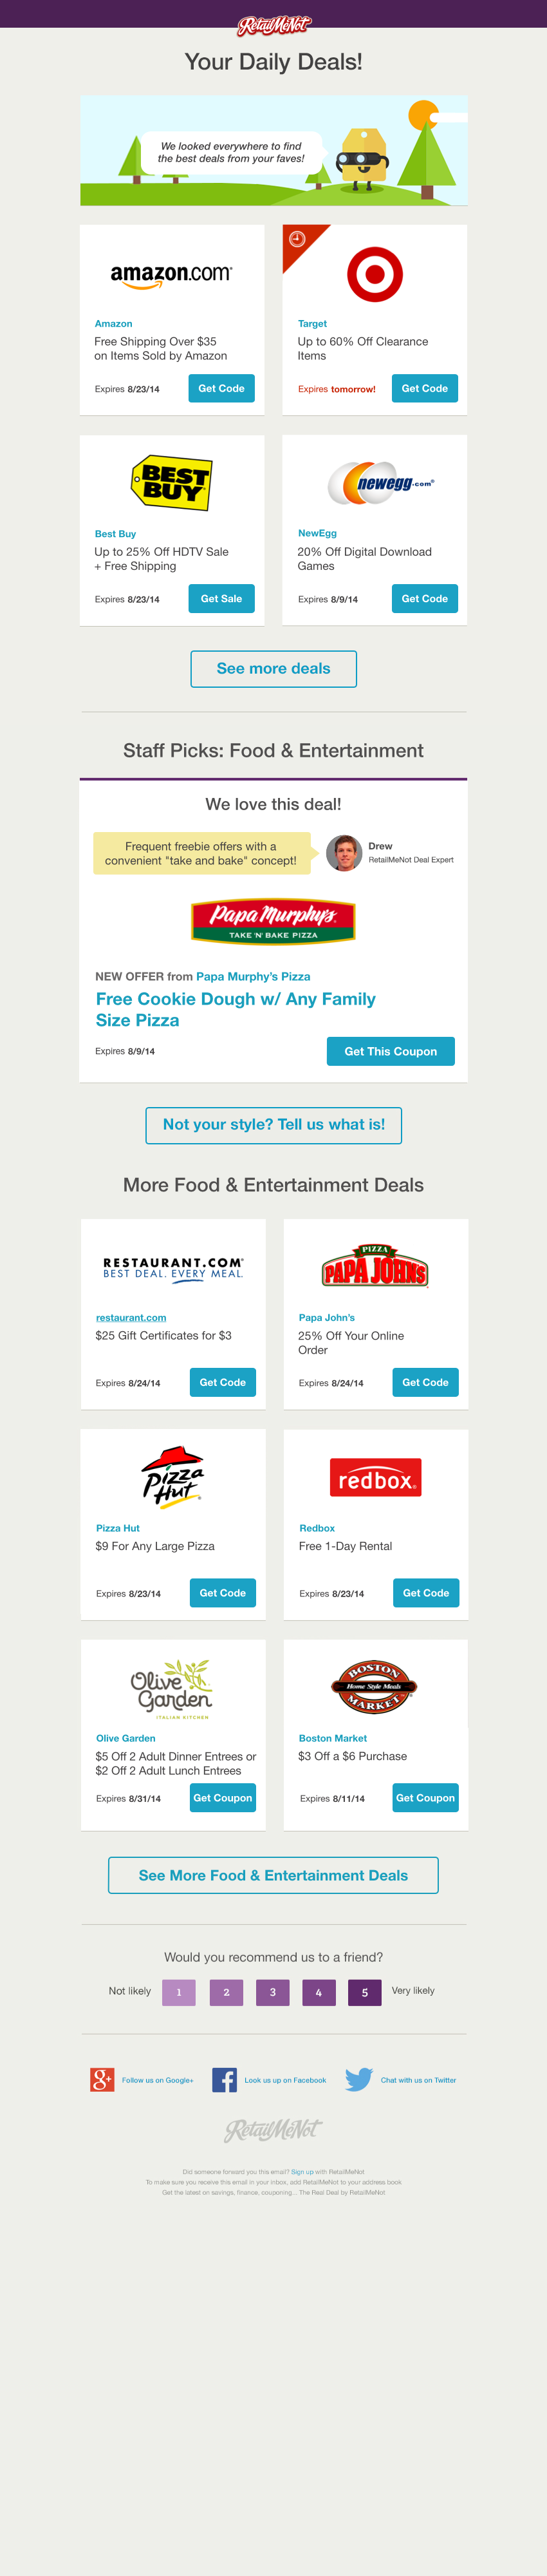 RetailMeNot
Your Daily Deals!
We looked everywhere to find
the best deals from your faves!
amazon.com
Amazon
Free Shipping Over $35
on Items Sold by Amazon
Expires 8/23/14
Get Code
Target
Up to 60% Off Clearance
Items
Expires tomorrow!
Get Code
BEST
BUY
Best Buy
Up to 25% Off HDTV Sale
+ Free Shipping
Expires 8/23/14
Get Sale
newegg.com®
NewEgg
20% Off Digital Download
Games
Expires 8/9/14
Get Code
See more deals
Staff Picks: Food & Entertainment
We love this deal!
Frequent freebie offers with a
convenient "take and bake" concept!
Drew
RetailMeNot Deal Expert
Papa Murphy's
TAKE 'N' BAKE PIZZA
NEW OFFER from Papa Murphy's Pizza
Free Cookie Dough w/ Any Family
Size Pizza
Expires 8/9/14
Get This Coupon
Not your style? Tell us what is!
More Food & Entertainment Deals
RESTAURANT.COM®
BEST DEAL. EVERY MEAL.
restaurant.com
$25 Gift Certificates for $3
Expires 8/24/14
Get Code
PIZZA
PAPA JOHN'S
Papa John's
25% Off Your Online
Order
Expires 8/24/14
Get Code
Pizza
Hut
Pizza Hut
$9 For Any Large Pizza
Expires 8/23/14
Get Code
redbox.
Redbox
Free 1-Day Rental
Expires 8/23/14
Get Code
Olive
Garden
ITALIAN KITCHEN
Olive Garden
$5 Off 2 Adult Dinner Entrees or
$2 Off 2 Adult Lunch Entrees
Expires 8/31/14
Get Coupon
BOSTON
Home Style Meals
MARKET
Boston Market
$3 Off a $6 Purchase
Expires 8/11/14
Get Coupon
See More Food & Entertainment Deals
Would you recommend us to a friend?
Not likely 1 2 3 4 5 Very likely
g+ Follow us on Google+
f Look us up on Facebook
Chat with us on Twitter
RetailMeNot
Did someone forward you this email? Sign up with RetailMeNot
To make sure you receive this email in your inbox, add RetailMeNot to your address book
Get the latest on savings, finance, couponing... The Real Deal by RetailMeNot